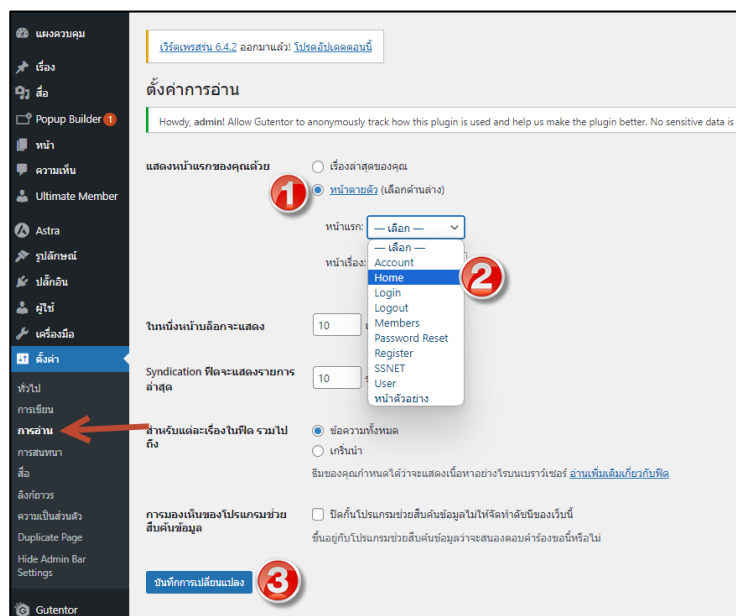 แผงควบคุม
เรื่อง
สื่อ
Popup Builder 1
หน้า
ความเห็น
Ultimate Member
Astra
รูปลักษณ์
ปลั๊กอิน
ผู้ใช้
เครื่องมือ
ตั้งค่า
ทั่วไป
การเขียน
การอ่าน
การสนทนา
สื่อ
ลิงก์ถาวร
ความเป็นส่วนตัว
Duplicate Page
Hide Admin Bar
Settings
Gutentor
เวิร์ดเพรสรุ่น 6.4.2 ออกมาแล้ว! โปรดอัปเดตตอนนี้
ตั้งค่าการอ่าน
Howdy, admin! Allow Gutentor to anonymously track how this plugin is used and help us make the plugin better. No sensitive data is
แสดงหน้าแรกของคุณด้วย
เรื่องล่าสุดของคุณ
1
หน้าตายตัว (เลือกด้านล่าง)
หน้าแรก: — เลือก —
หน้าเรื่อง:
— เลือก —
Account
Home
2
Login
Logout
Members
Password Reset
Register
SSNET
User
หน้าตัวอย่าง
ในหนึ่งหน้าบล็อกจะแสดง
10
Syndication ฟีดจะแสดงรายการ
ล่าสุด
10
สำหรับแต่ละเรื่องในฟีด รวมไป
ถึง
ข้อความทั้งหมด
เกริ่นนำ
ธีมของคุณกำหนดได้ว่าจะแสดงเนื้อหาอย่างไรบนเบราว์เซอร์ อ่านเพิ่มเติมเกี่ยวกับฟีด
การมองเห็นของโปรแกรมช่วย
สืบค้นข้อมูล
ปิดกั้นโปรแกรมช่วยสืบค้นข้อมูลไม่ให้จัดทำดัชนีของเว็บนี้
ขึ้นอยู่กับโปรแกรมช่วยสืบค้นข้อมูลว่าจะสนองตอบคำร้องขอนี้หรือไม่
บันทึกการเปลี่ยนแปลง
3